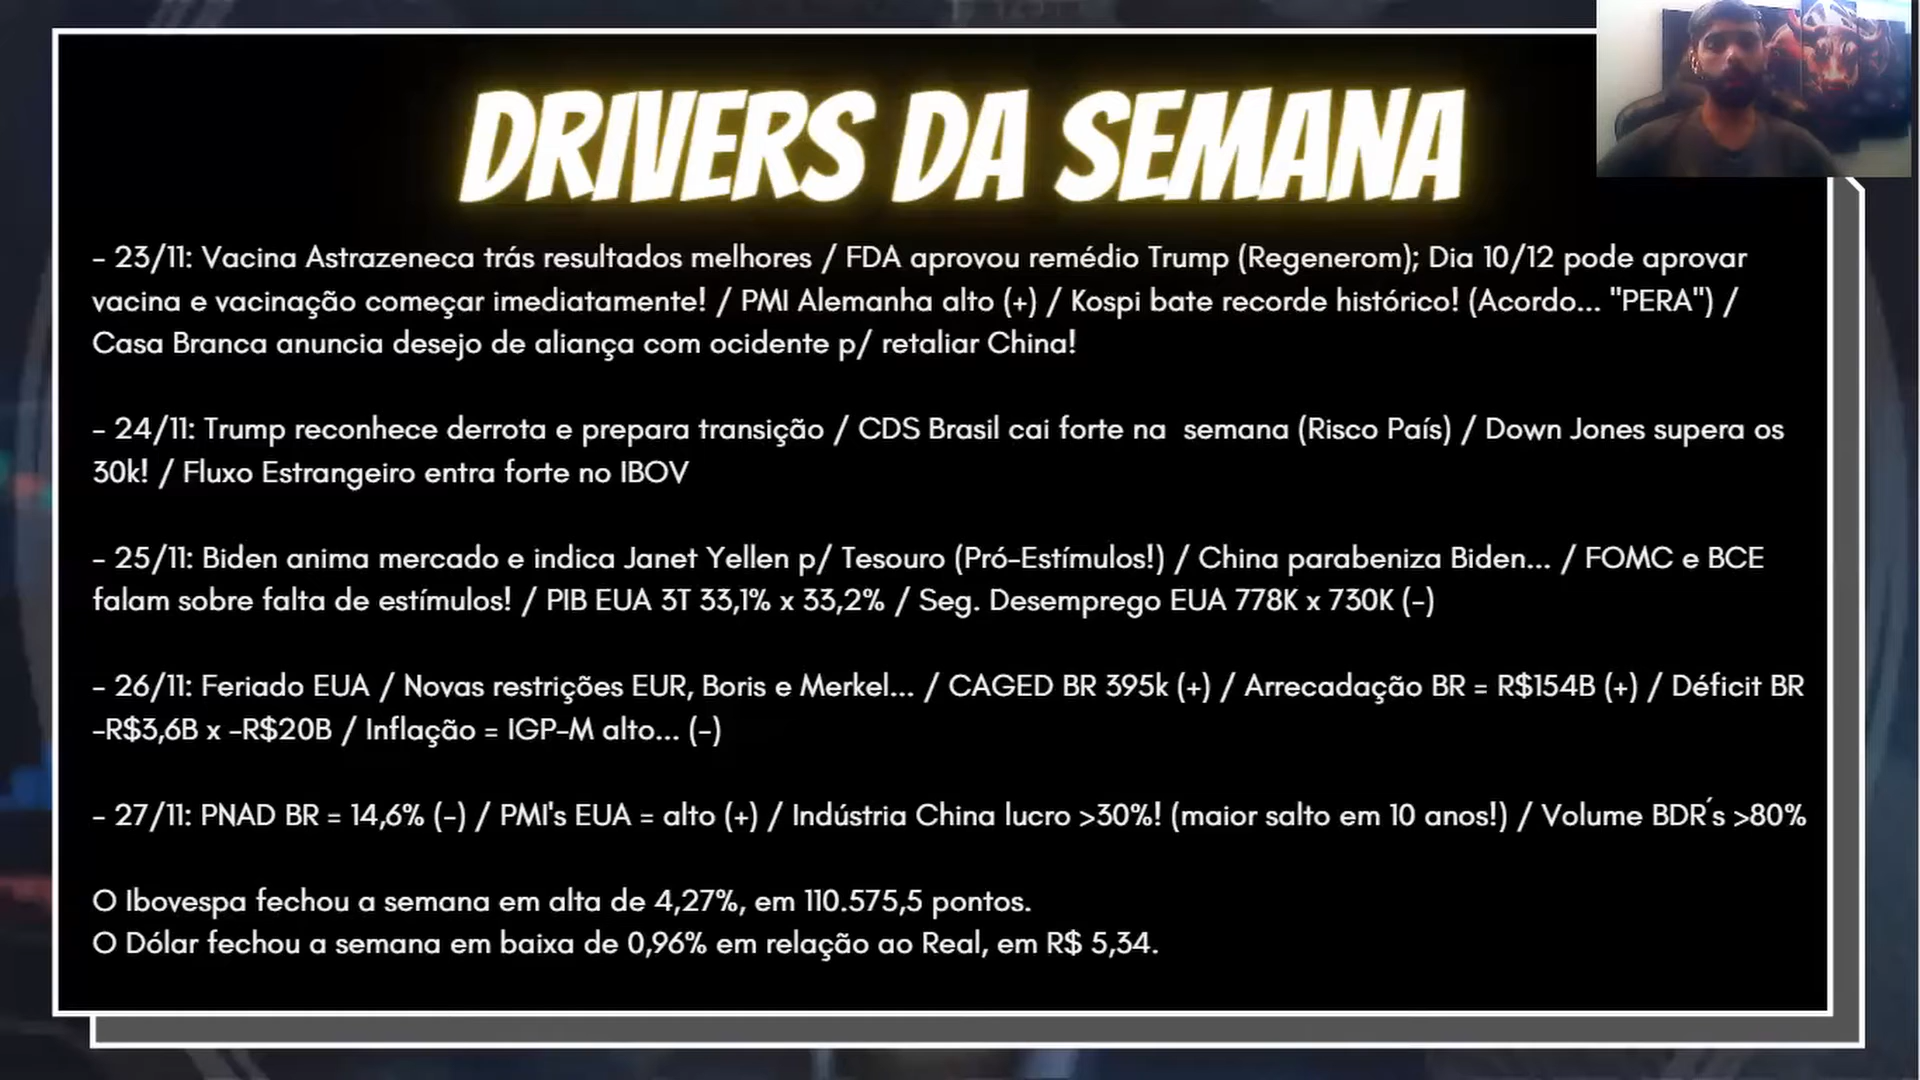 DRIVERS DA SEMANA
- 23/11: Vacina Astrazeneca trás resultados melhores / FDA aprovou remédio Trump (Regenerom); Dia 10/12 pode aprovar
vacina e vacinação começar imediatamente! / PMI Alemanha alto (+) / Kospi bate recorde histórico! (Acordo... "PERA") /
Casa Branca anuncia desejo de aliança com ocidente p/ retaliar China!
- 24/11: Trump reconhece derrota e prepara transição / CDS Brasil cai forte na semana (Risco País) / Down Jones supera os
30k! / Fluxo Estrangeiro entra forte no IBOV
- 25/11: Biden anima mercado e indica Janet Yellen p/ Tesouro (Pró-Estímulos!) / China parabeniza Biden... / FOMC e BCE
falam sobre falta de estímulos! / PIB EUA 3T 33,1% x 33,2% / Seg. Desemprego EUA 778K x 730K (-)
- 26/11: Feriado EUA / Novas restrições EUR, Boris e Merkel... / CAGED BR 395k (+) / Arrecadação BR = R$154B (+) / Déficit BR
-R$3,6B x -R$20B / Inflação = IGP-M alto... (-)
- 27/11: PNAD BR = 14,6% (-) / PMI's EUA = alto (+) / Indústria China lucro >30%! (maior salto em 10 anos!) / Volume BDR´s >80%
O Ibovespa fechou a semana em alta de 4,27%, em 110.575,5 pontos.
O Dólar fechou a semana em baixa de 0,96% em relação ao Real, em R$ 5,34.